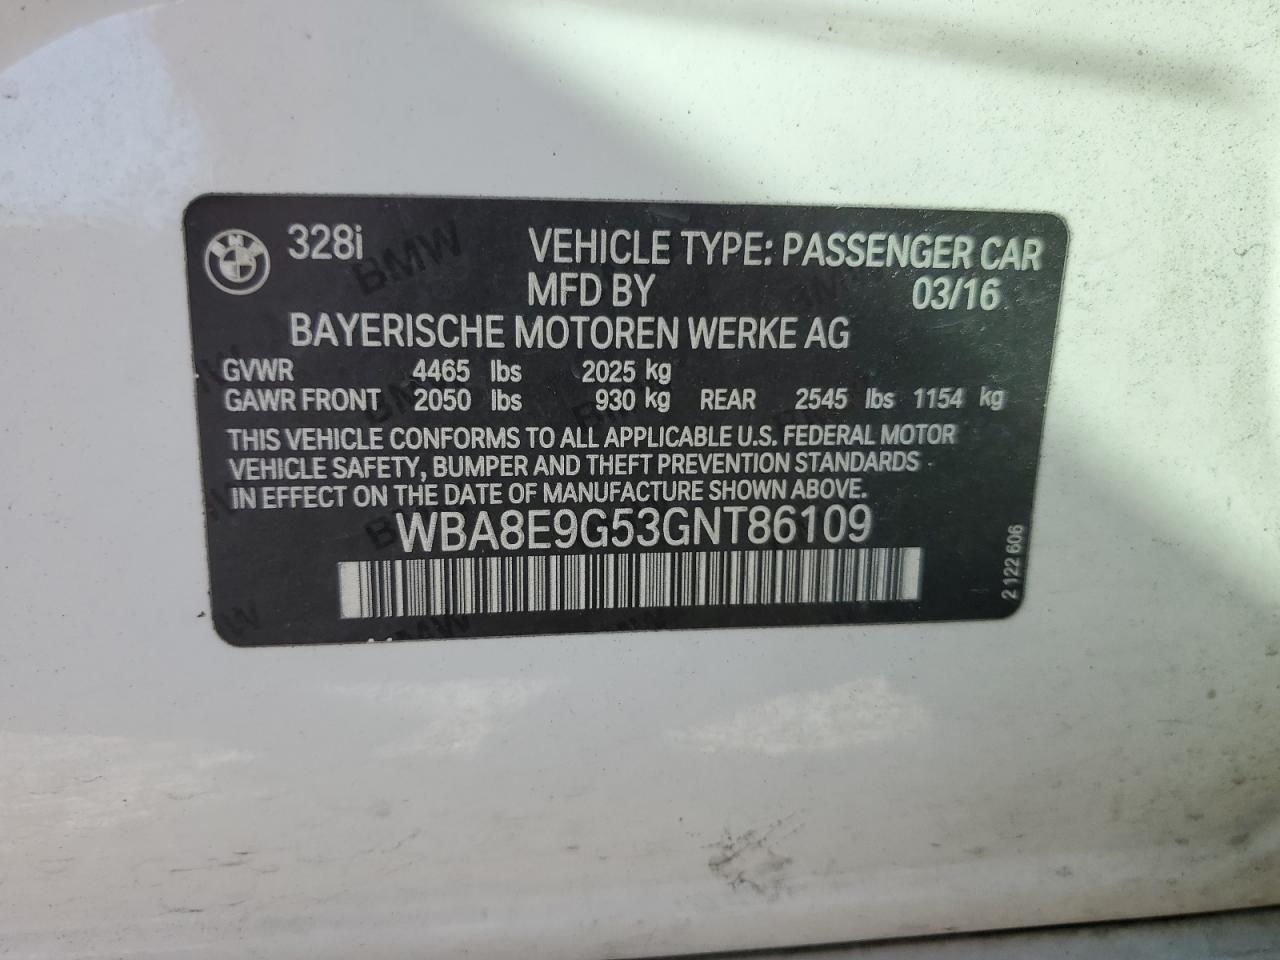 328i VEHICLE TYPE: PASSENGER CAR
MFD BY 03/16
BAYERISCHE MOTOREN WERKE AG
GVWR 4465 lbs 2025 kg
GAWR FRONT 2050 lbs 930 kg REAR 2545 lbs 1154 kg
THIS VEHICLE CONFORMS TO ALL APPLICABLE U.S. FEDERAL MOTOR
VEHICLE SAFETY, BUMPER AND THEFT PREVENTION STANDARDS
IN EFFECT ON THE DATE OF MANUFACTURE SHOWN ABOVE.
WBA8E9G53GNT86109
2 122 606